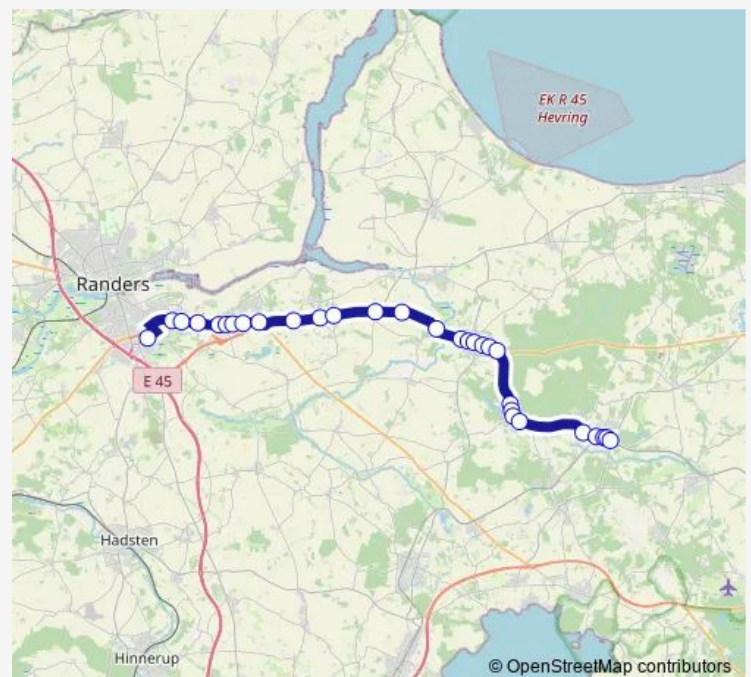 EK R 45
Hevring
Randers
E 45
Hadsten
Hinnerup
© OpenStreetMap contributors